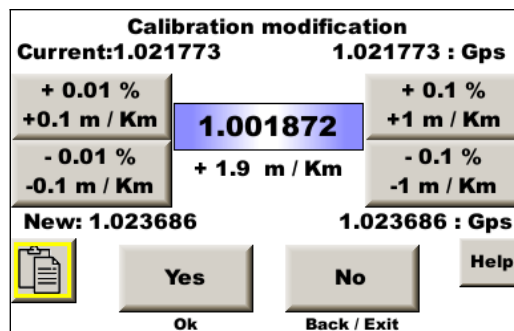 Calibration modification
Current:1.021773 1.021773 : Gps
+ 0.01 % + 0.1 %
+0.1 m / Km 1.001872 +1 m / Km
- 0.01 % + 1.9 m / Km - 0.1 %
-0.1 m / Km -1 m / Km
New: 1.023686 1.023686 : Gps
Yes No Help
Ok Back / Exit